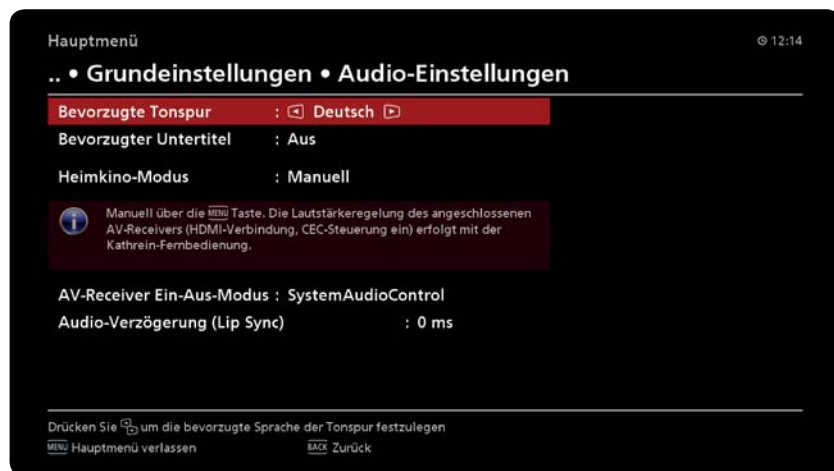 Hauptmenü
12:14
.. • Grundeinstellungen • Audio-Einstellungen
Bevorzugte Tonspur : Deutsch
Bevorzugter Untertitel : Aus
Heimkino-Modus : Manuell
Manuell über die MENU Taste. Die Lautstärkeregelung des angeschlossenen
AV-Receivers (HDMI-Verbindung, CEC-Steuerung ein) erfolgt mit der
Kathrein-Fernbedienung.
AV-Receiver Ein-Aus-Modus : SystemAudioControl
Audio-Verzögerung (Lip Sync) : 0 ms
Drücken Sie um die bevorzugte Sprache der Tonspur festzulegen
MENU Hauptmenü verlassen BACK Zurück